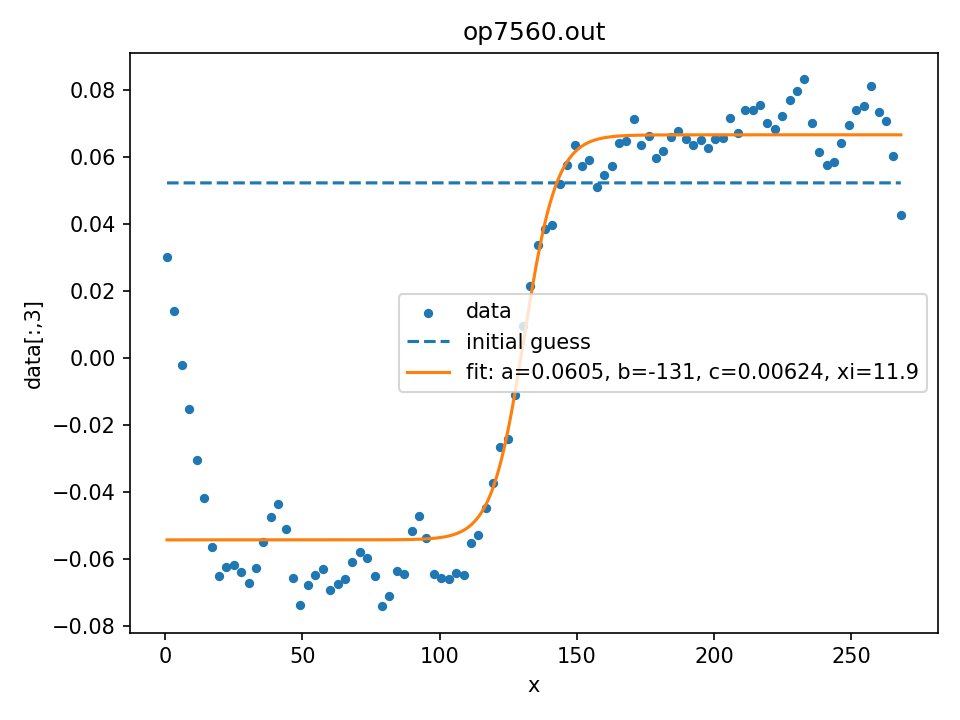 op7560.out
0.08
0.06
0.04
0.02
0.00
−0.02
−0.04
−0.06
−0.08
data[:,3]
data
initial guess
fit: a=0.0605, b=-131, c=0.00624, xi=11.9
0 50 100 150 200 250
x